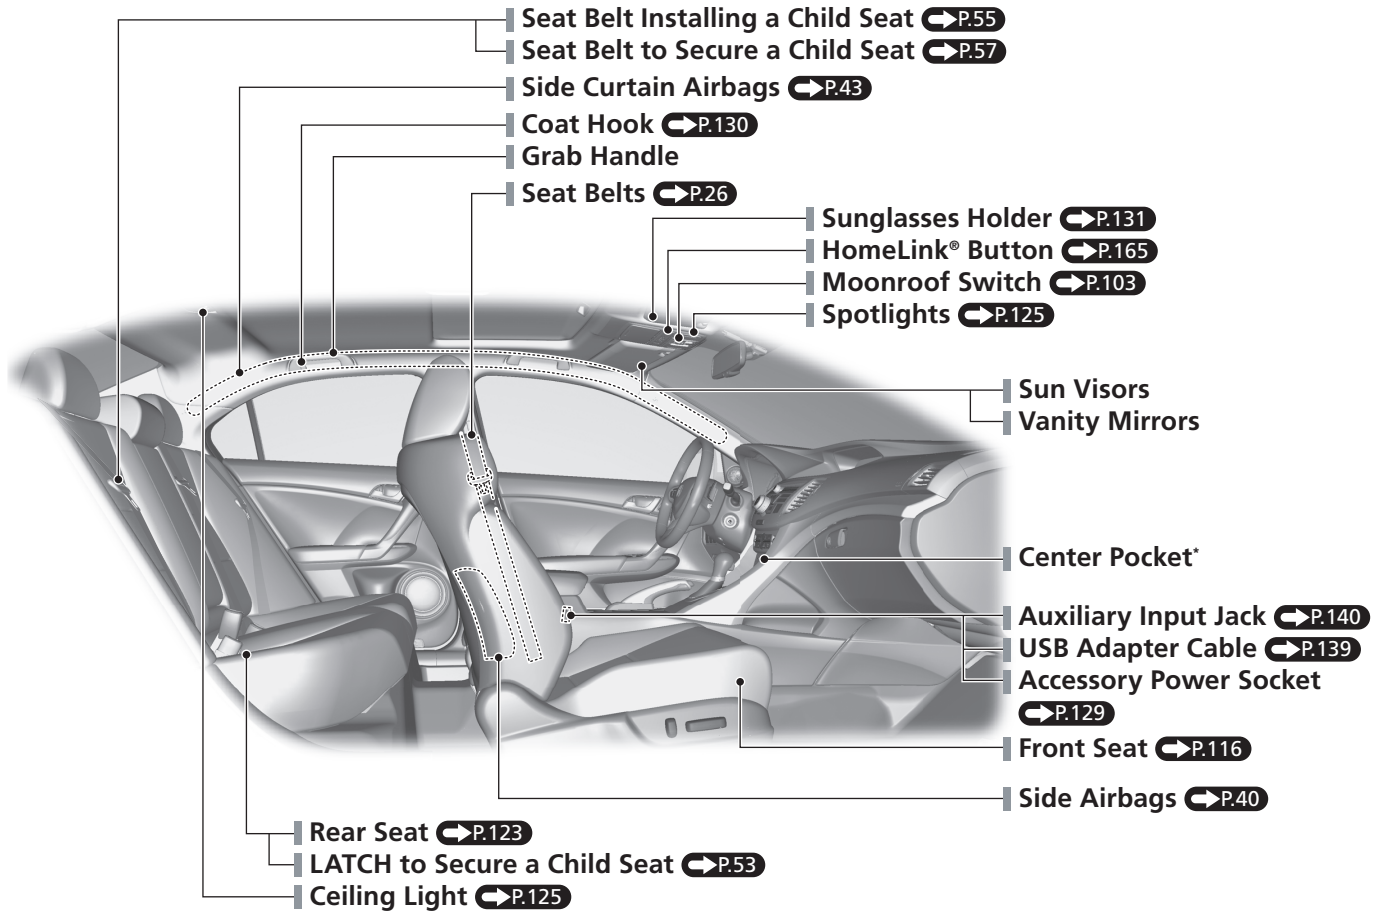 Seat Belt Installing a Child Seat P.55
Seat Belt to Secure a Child Seat P.57
Side Curtain Airbags P.43
Coat Hook P.130
Grab Handle
Seat Belts P.26
Sunglasses Holder P.131
HomeLink® Button P.165
Moonroof Switch P.103
Spotlights P.125
Sun Visors
Vanity Mirrors
Center Pocket*
Auxiliary Input Jack P.140
USB Adapter Cable P.139
Accessory Power Socket
P.129
Front Seat P.116
Side Airbags P.40
Rear Seat P.123
LATCH to Secure a Child Seat P.53
Ceiling Light P.125